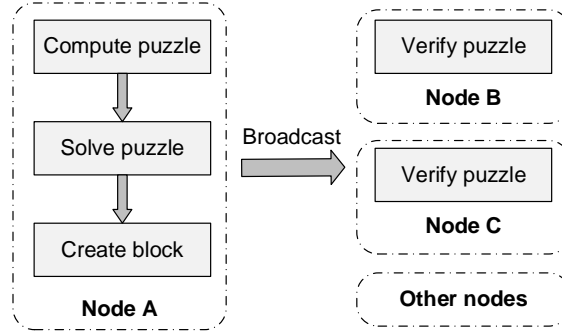 Compute puzzle
Solve puzzle
Create block
Node A
Broadcast
Verify puzzle
Node B
Verify puzzle
Node C
Other nodes